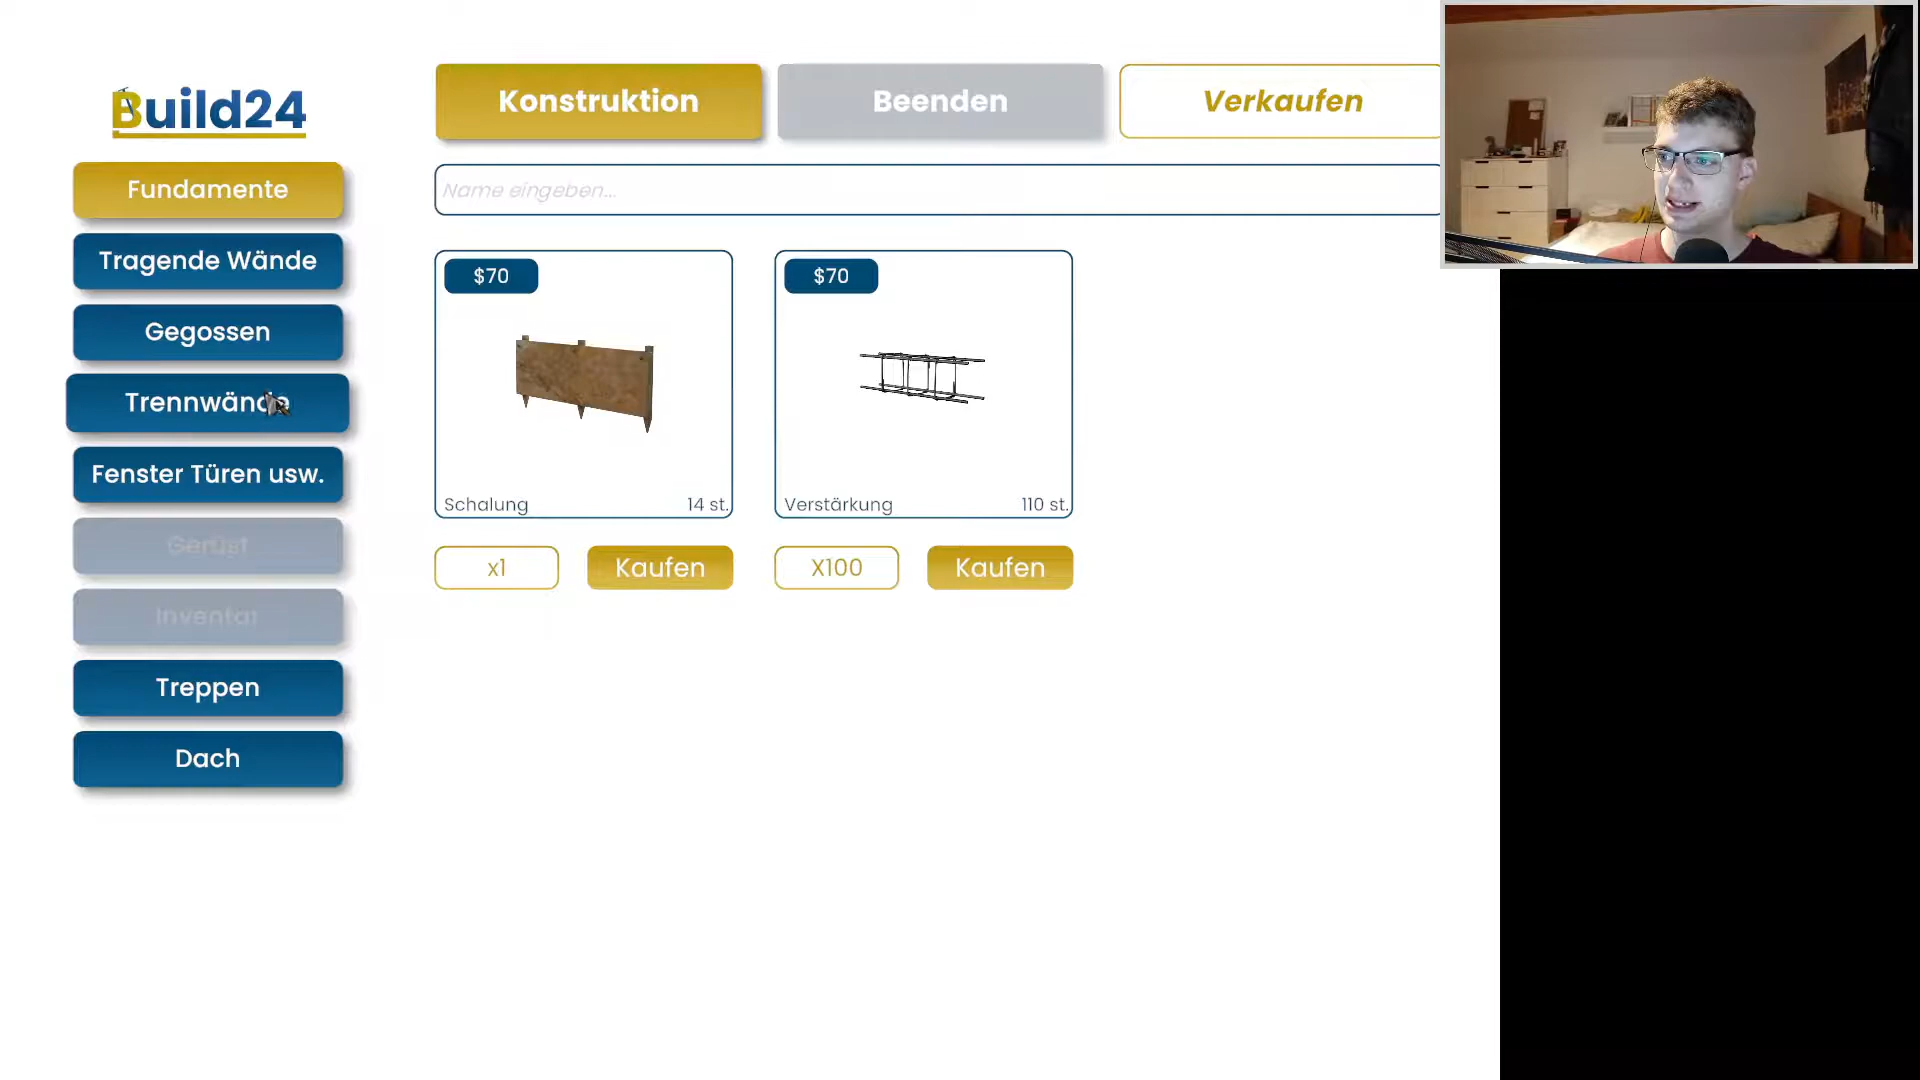 Build24
Konstruktion
Beenden
Verkaufen
Name eingeben...
Fundamente
Tragende Wände
Gegossen
Trennwände
Fenster Türen usw.
Gerüst
Inventar
Treppen
Dach
$70
Schalung 14 st.
x1 Kaufen
$70
Verstärkung 110 st.
X100 Kaufen